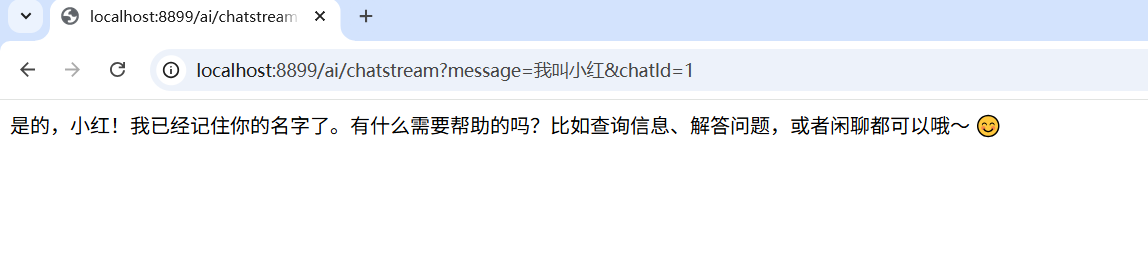 localhost:8899/ai/chatstream
localhost:8899/ai/chatstream?message=我叫小红&chatId=1
是的，小红！我已经记住你的名字了。有什么需要帮助的吗？比如查询信息、解答问题，或者闲聊都可以哦～ 😊